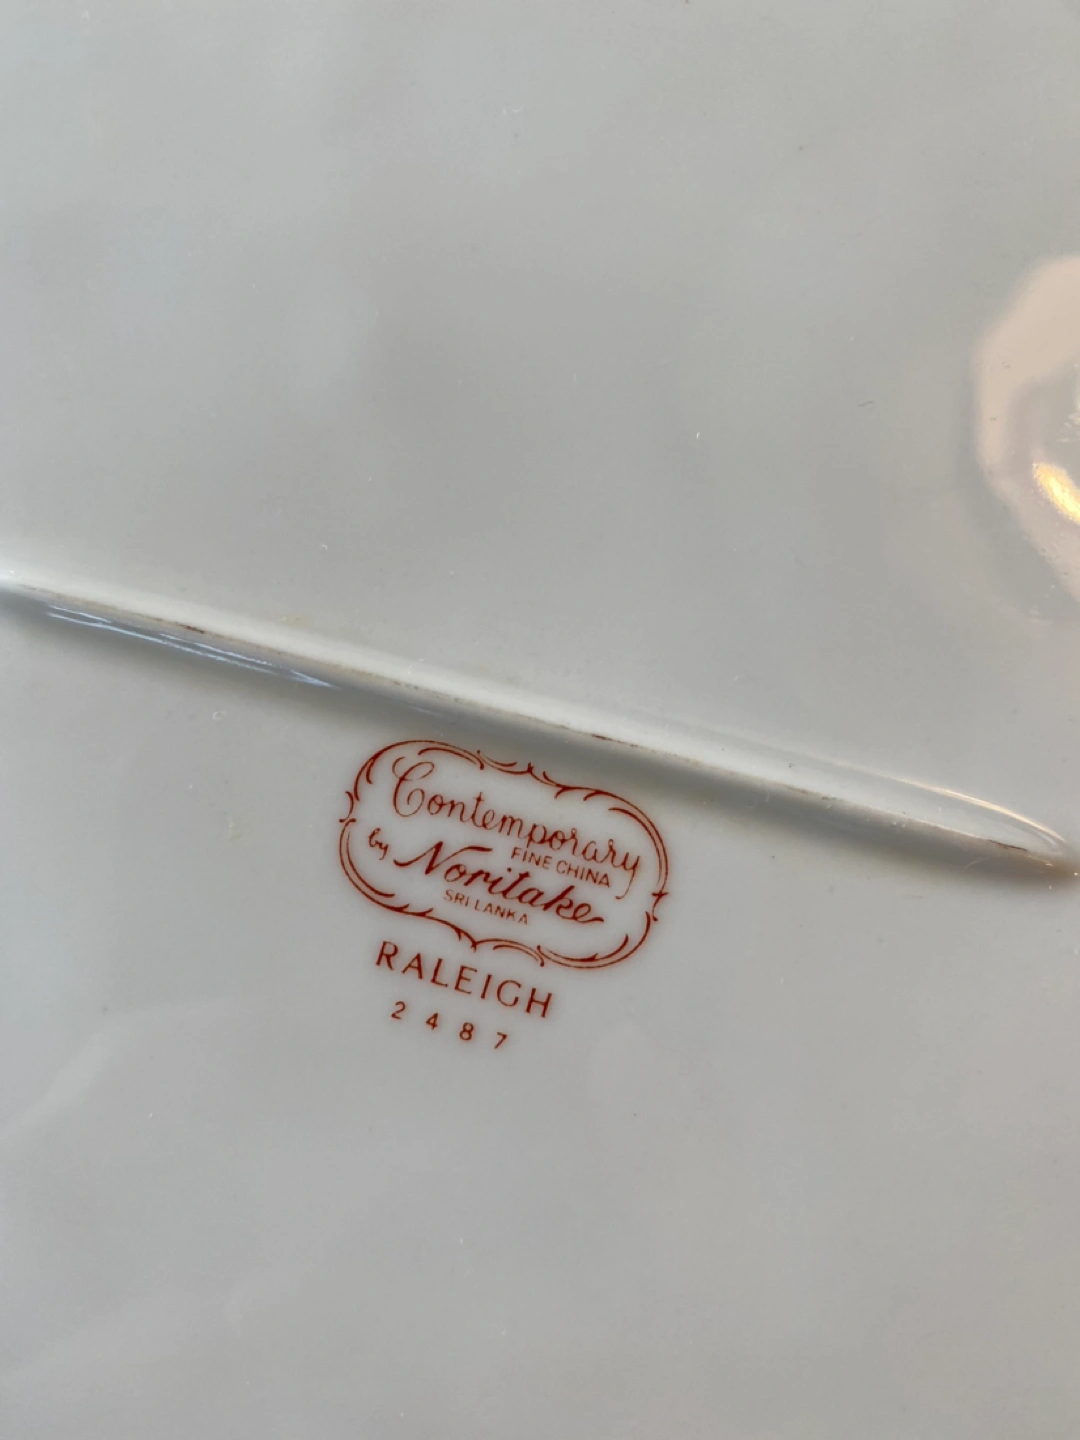 Contemporary
FINE CHINA
by Noritake
SRI LANKA
RALEIGH
2487